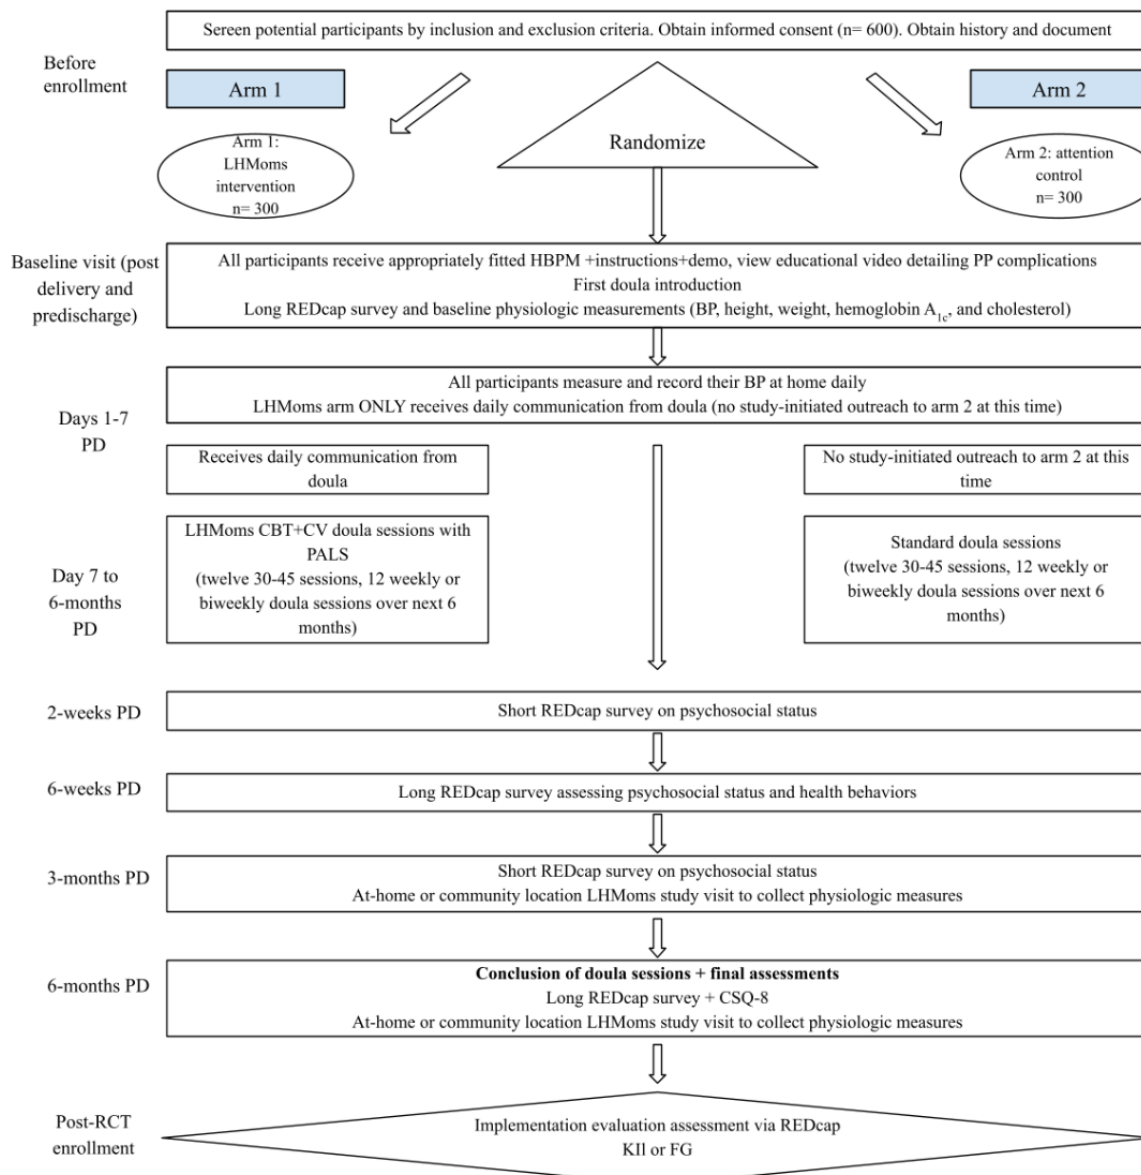 Sereen potential participants by inclusion and exclusion criteria. Obtain informed consent (n= 600). Obtain history and document
Before
enrollment
Arm 1
Arm 2
Randomize
Arm 1:
LHMoms
intervention
n= 300
Arm 2: attention
control
n= 300
Baseline visit (post
delivery and
predischarge)
All participants receive appropriately fitted HBPM +instructions+demo, view educational video detailing PP complications
First doula introduction
Long REDcap survey and baseline physiologic measurements (BP, height, weight, hemoglobin A1c, and cholesterol)
Days 1-7
PD
All participants measure and record their BP at home daily
LHMoms arm ONLY receives daily communication from doula (no study-initiated outreach to arm 2 at this time)
Receives daily communication from
doula
No study-initiated outreach to arm 2 at this
time
Day 7 to
6-months
PD
LHMoms CBT+CV doula sessions with
PALS
(twelve 30-45 sessions, 12 weekly or
biweekly doula sessions over next 6
months)
Standard doula sessions
(twelve 30-45 sessions, 12 weekly or
biweekly doula sessions over next 6
months)
2-weeks PD
Short REDcap survey on psychosocial status
6-weeks PD
Long REDcap survey assessing psychosocial status and health behaviors
3-months PD
Short REDcap survey on psychosocial status
At-home or community location LHMoms study visit to collect physiologic measures
6-months PD
Conclusion of doula sessions + final assessments
Long REDcap survey + CSQ-8
At-home or community location LHMoms study visit to collect physiologic measures
Post-RCT
enrollment
Implementation evaluation assessment via REDcap
KII or FG